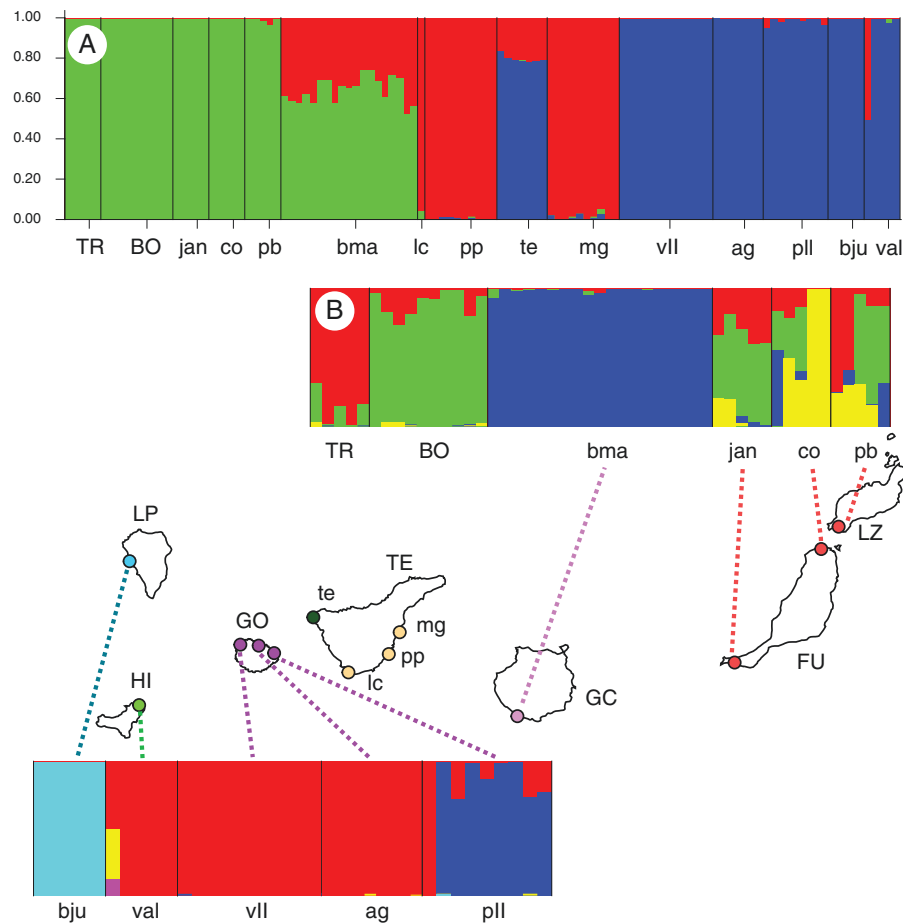 1.00
A
0.80
0.60
0.40
0.20
0.00
TR BO jan co pb bma lc pp te mg vII ag pII bju val
B
TR BO bma jan co pb
LP
TE
LZ
te
GO
mg
pp
HI
lc
GC
FU
bju val vII ag pII